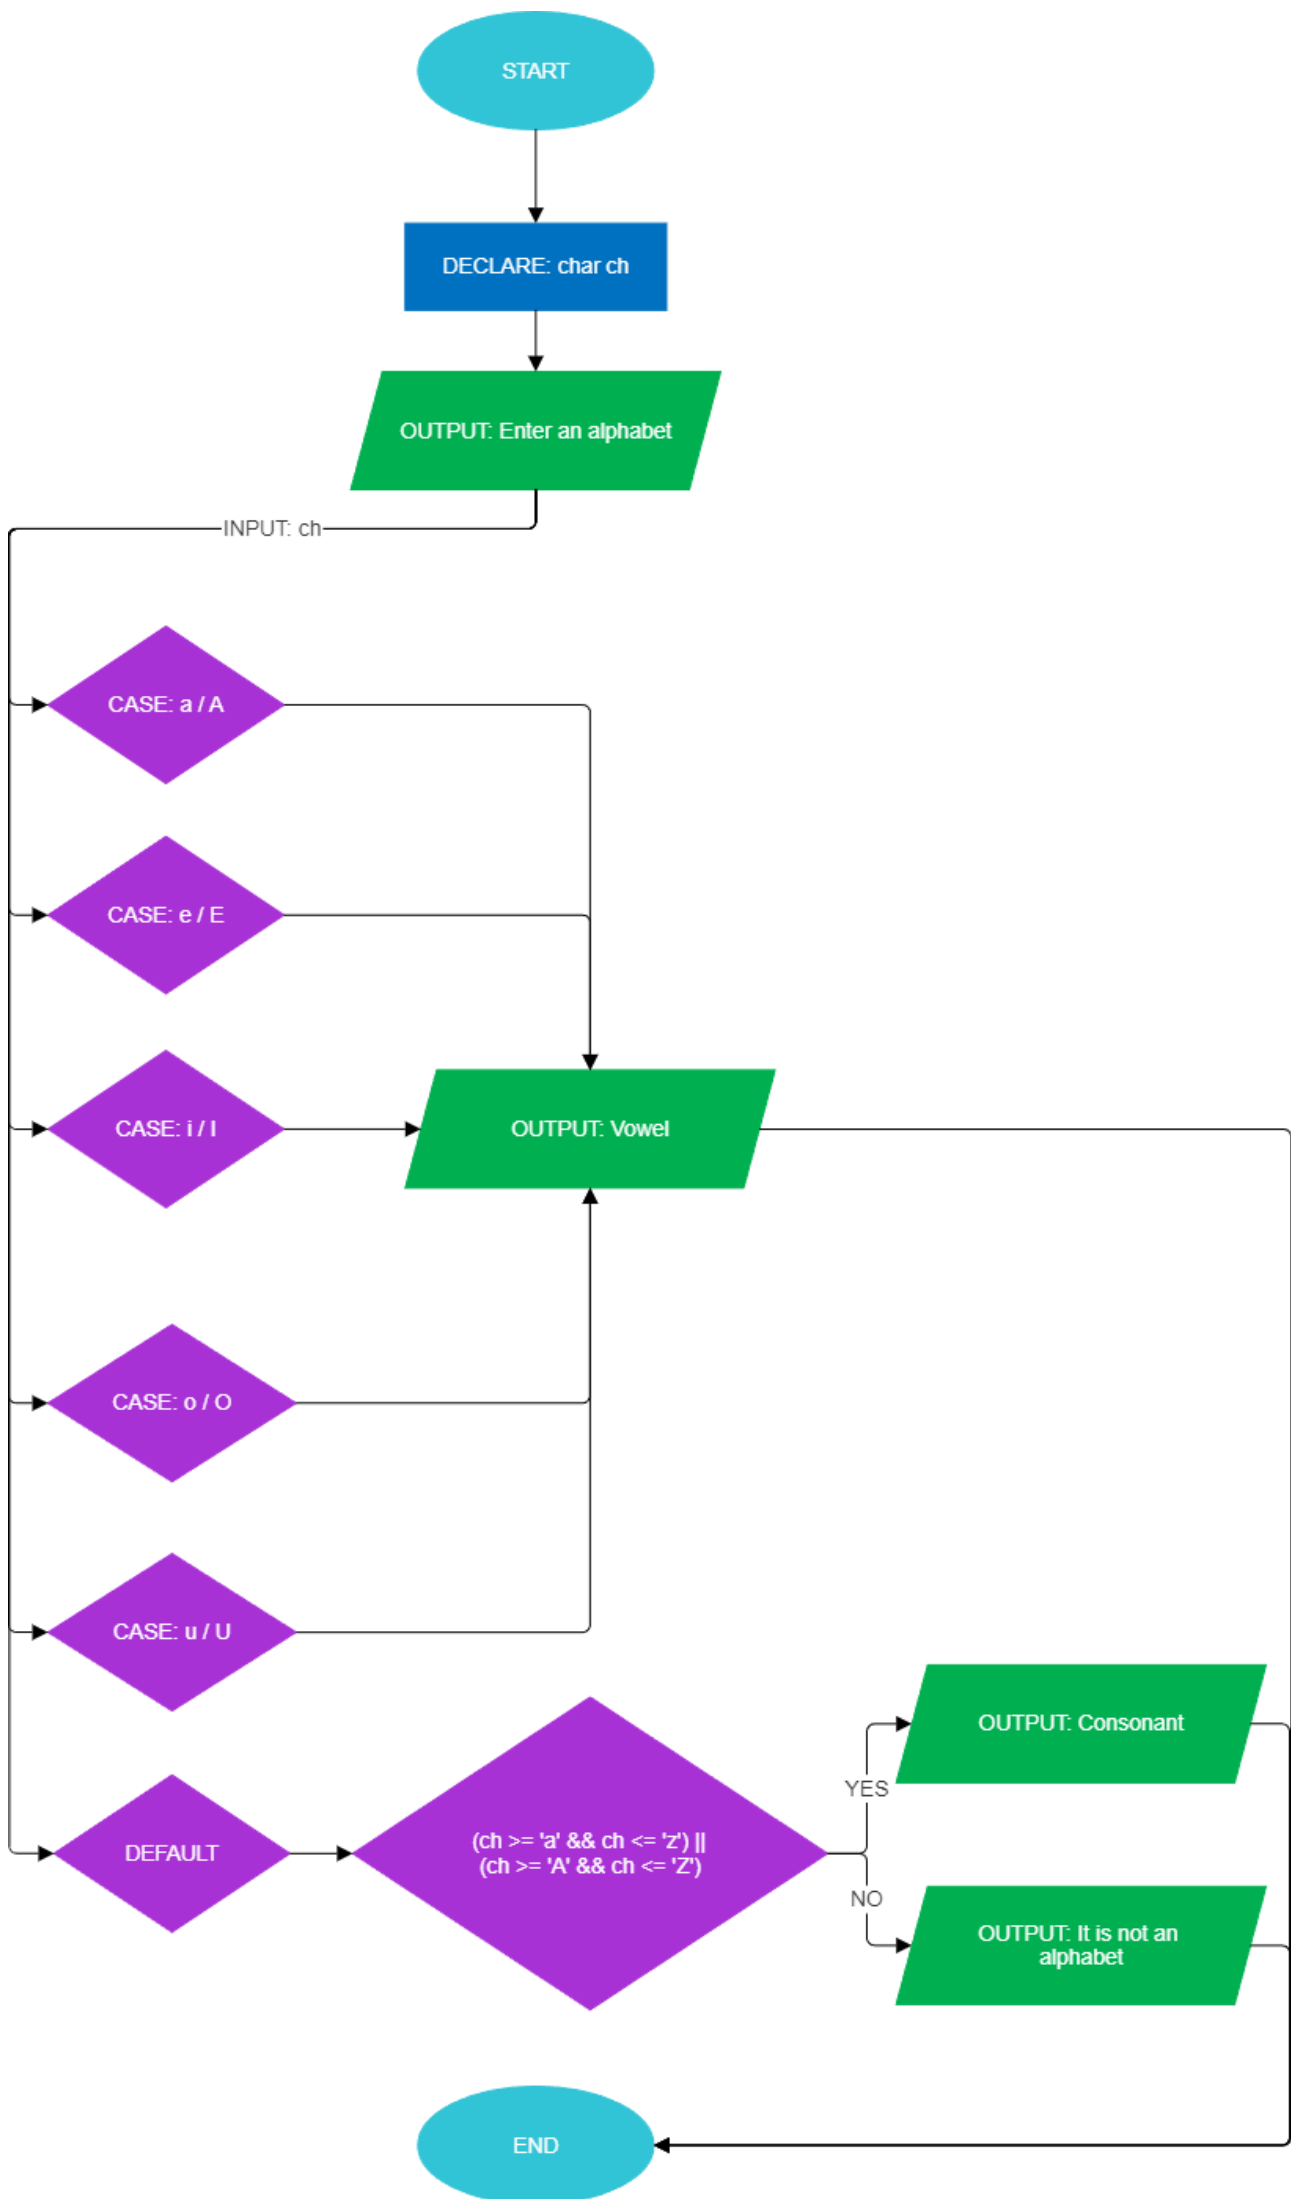 START
DECLARE: char ch
OUTPUT: Enter an alphabet
INPUT: ch
CASE: a / A
CASE: e / E
CASE: i / I
OUTPUT: Vowel
CASE: o / O
CASE: u / U
DEFAULT
(ch >= 'a' && ch <= 'z') ||
(ch >= 'A' && ch <= 'Z')
YES
OUTPUT: Consonant
NO
OUTPUT: It is not an
alphabet
END